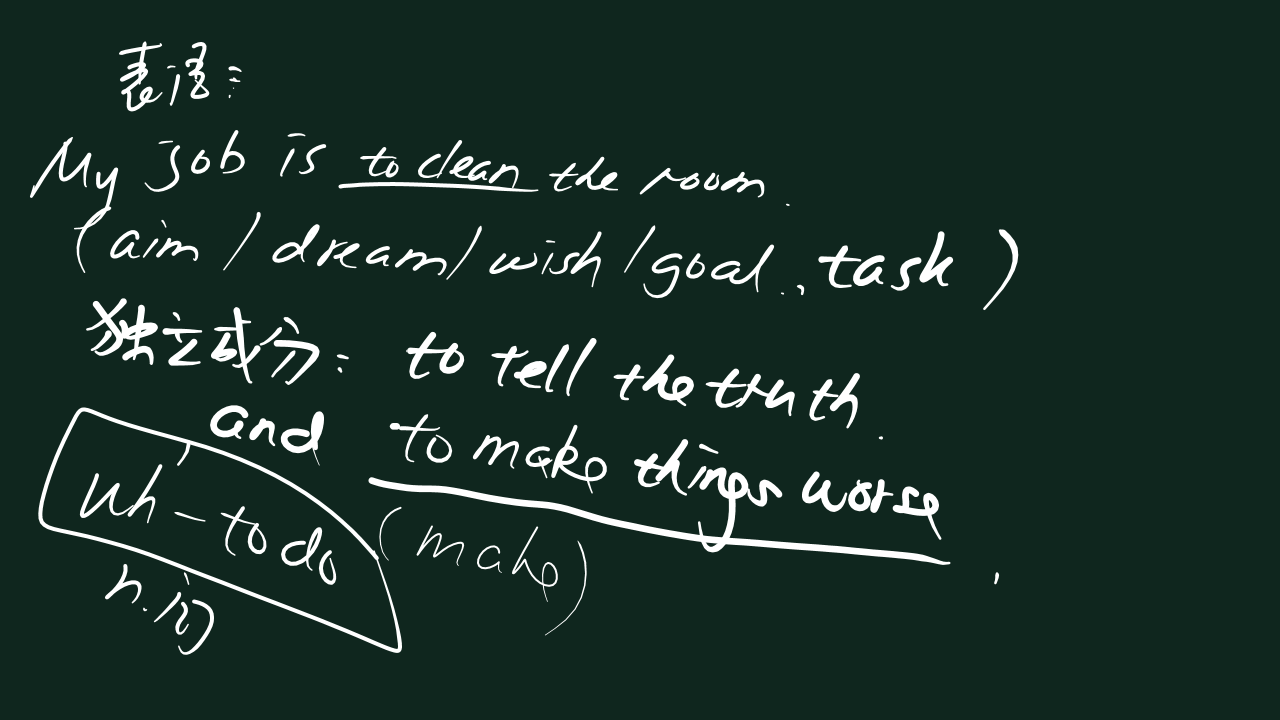 表语：
My job is to clean the room.
(aim / dream / wish / goal .., task)
独立成分： to tell the truth.
and to make things worse,
wh-to do (make)
n.词